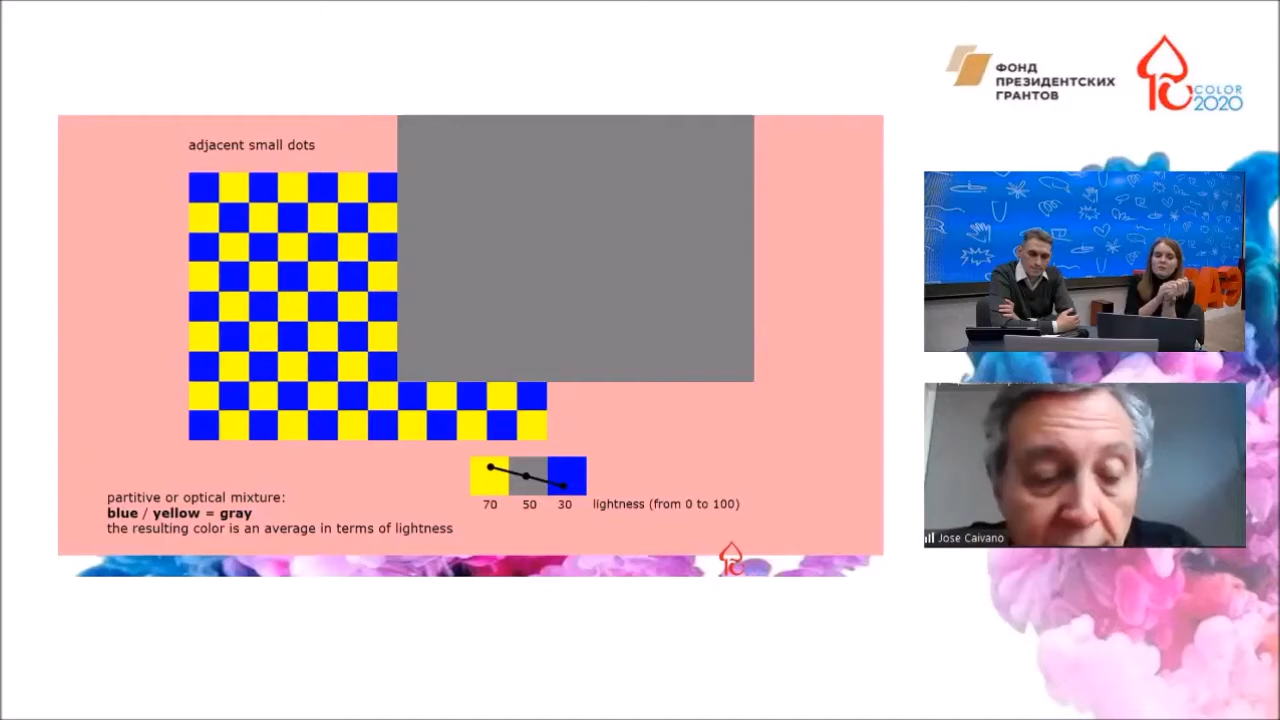 ФОНД
ПРЕЗИДЕНТСКИХ
ГРАНТОВ
COLOR
2020
adjacent small dots
70 50 30 lightness (from 0 to 100)
partitive or optical mixture:
blue / yellow = gray
the resulting color is an average in terms of lightness
Jose Caivano